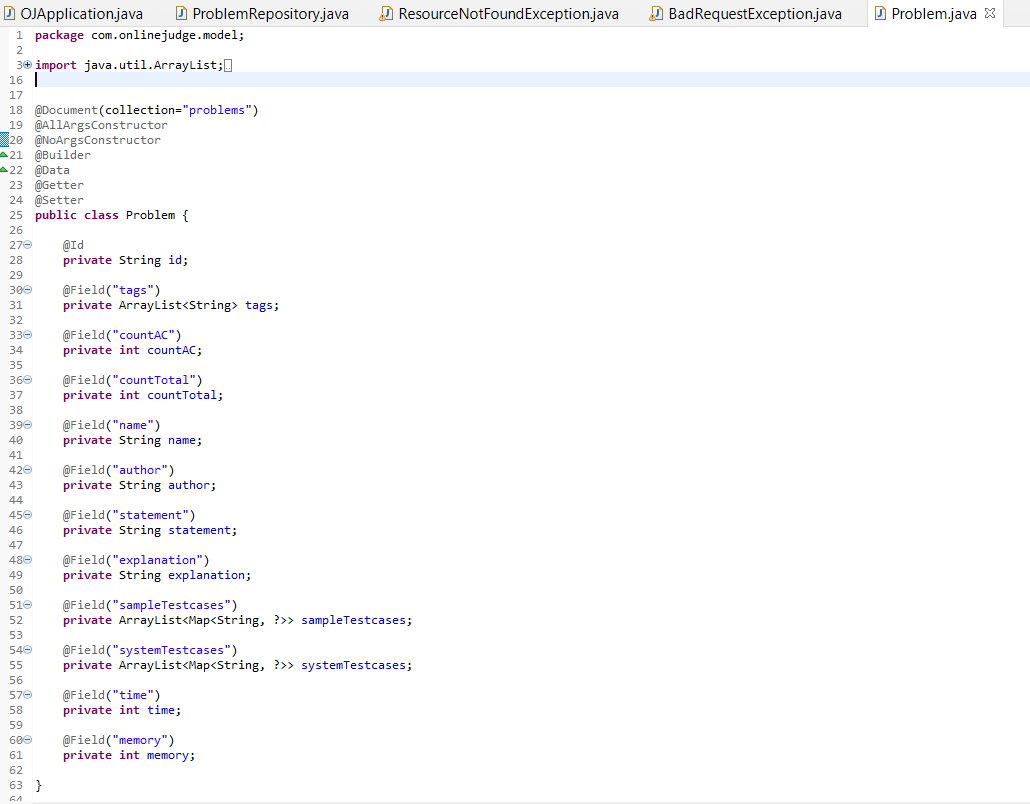 OJApplication.java ProblemRepository.java ResourceNotFoundException.java BadRequestException.java Problem.java
1 package com.onlinejudge.model;
2
3 import java.util.ArrayList;
16
17
18 @Document(collection="problems")
19 @AllArgsConstructor
20 @NoArgsConstructor
21 @Builder
22 @Data
23 @Getter
24 @Setter
25 public class Problem {
26
27 @Id
28 private String id;
29
30 @Field("tags")
31 private ArrayList<String> tags;
32
33 @Field("countAC")
34 private int countAC;
35
36 @Field("countTotal")
37 private int countTotal;
38
39 @Field("name")
40 private String name;
41
42 @Field("author")
43 private String author;
44
45 @Field("statement")
46 private String statement;
47
48 @Field("explanation")
49 private String explanation;
50
51 @Field("sampleTestcases")
52 private ArrayList<Map<String, ?>> sampleTestcases;
53
54 @Field("systemTestcases")
55 private ArrayList<Map<String, ?>> systemTestcases;
56
57 @Field("time")
58 private int time;
59
60 @Field("memory")
61 private int memory;
62
63 }
64